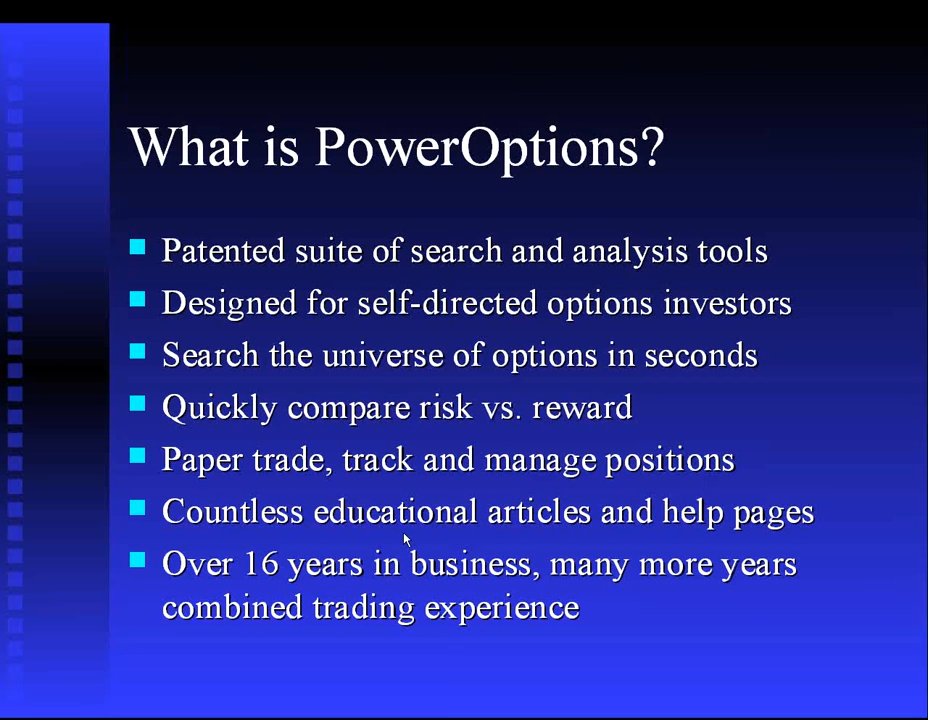 What is PowerOptions?
Patented suite of search and analysis tools
Designed for self-directed options investors
Search the universe of options in seconds
Quickly compare risk vs. reward
Paper trade, track and manage positions
Countless educational articles and help pages
Over 16 years in business, many more years
combined trading experience